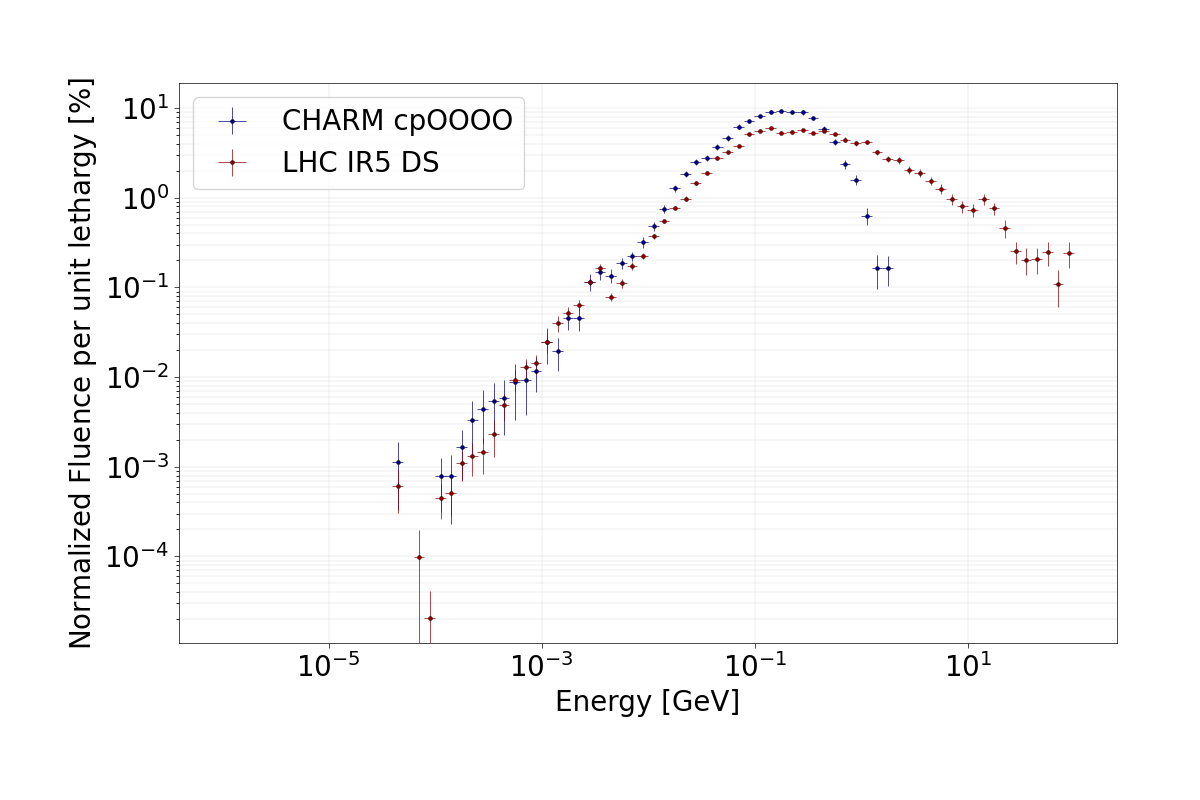 CHARM cpOOOO
LHC IR5 DS
Normalized Fluence per unit lethargy [%]
10¹
10⁰
10⁻¹
10⁻²
10⁻³
10⁻⁴
10⁻⁵ 10⁻³ 10⁻¹ 10¹
Energy [GeV]